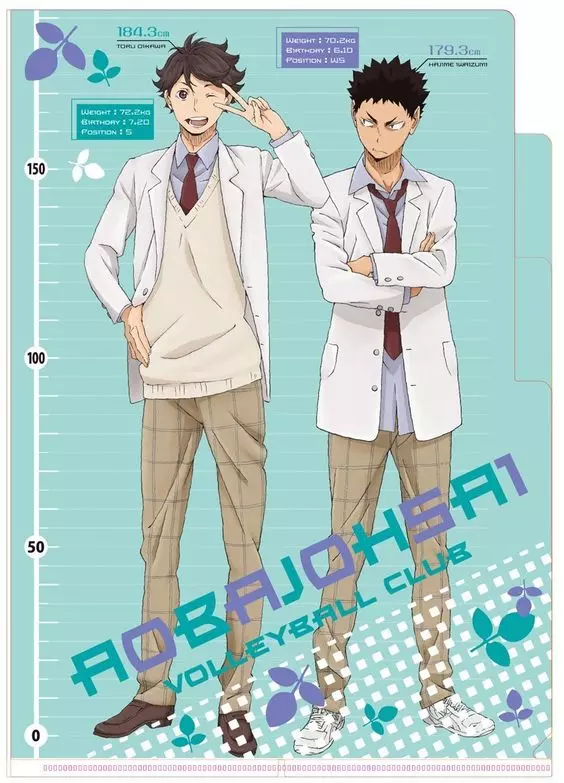 184.3cm
TORU OIKAWA
Weight : 72.2kg
Birthday : 7.20
Position : S
Weight : 70.2kg
Birthday : 6.10
Position : WS
179.3cm
HAJIME IWAIZUMI
150
100
50
0
AOBAJOHSAI
VOLLEYBALL CLUB